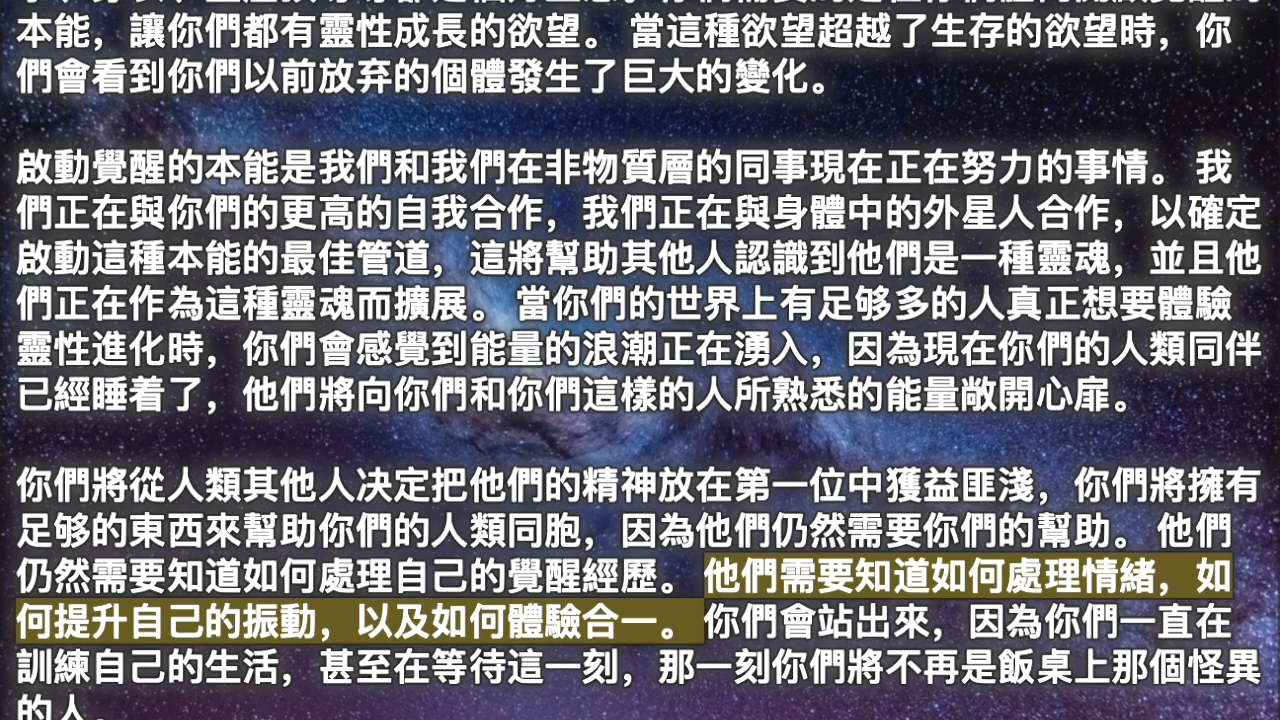 本能，讓你們都有靈性成長的欲望。 當這種欲望超越了生存的欲望時，你
們會看到你們以前放弃的個體發生了巨大的變化。
啟動覺醒的本能是我們和我們在非物質層的同事現在正在努力的事情。 我
們正在與你們的更高的自我合作，我們正在與身體中的外星人合作，以確定
啟動這種本能的最佳管道，這將幫助其他人認識到他們是一種靈魂，並且他
們正在作為這種靈魂而擴展。 當你們的世界上有足够多的人真正想要體驗
靈性進化時，你們會感覺到能量的浪潮正在湧入，因為現在你們的人類同伴
已經睡着了，他們將向你們和你們這樣的人所熟悉的能量敞開心扉。
你們將從人類其他人决定把他們的精神放在第一位中獲益匪淺，你們將擁有
足够的東西來幫助你們的人類同胞，因為他們仍然需要你們的幫助。 他們
仍然需要知道如何處理自己的覺醒經歷。 他們需要知道如何處理情緒，如
何提升自己的振動，以及如何體驗合一。 你們會站出來，因為你們一直在
訓練自己的生活，甚至在等待這一刻，那一刻你們將不再是飯桌上那個怪異
的人。